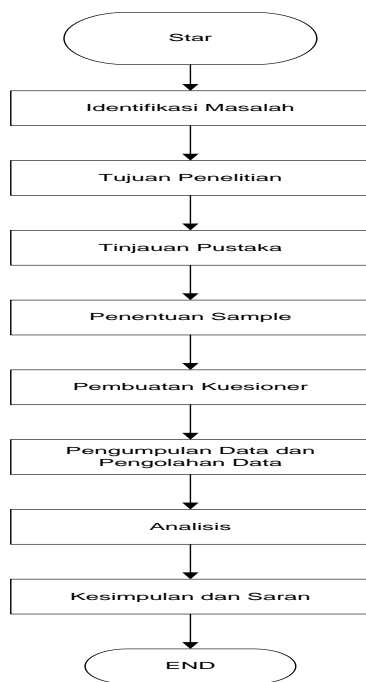 Star
Identifikasi Masalah
Tujuan Penelitian
Tinjauan Pustaka
Penentuan Sample
Pembuatan Kuesioner
Pengumpulan Data dan
Pengolahan Data
Analisis
Kesimpulan dan Saran
END